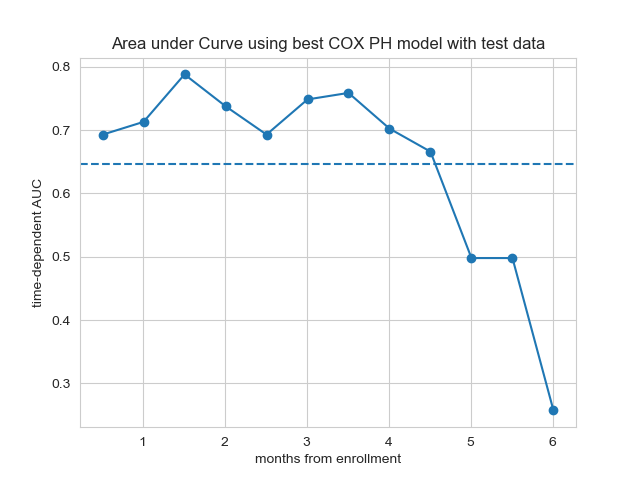 Area under Curve using best COX PH model with test data
0.8
0.7
0.6
0.5
0.4
0.3
time-dependent AUC
1 2 3 4 5 6
months from enrollment